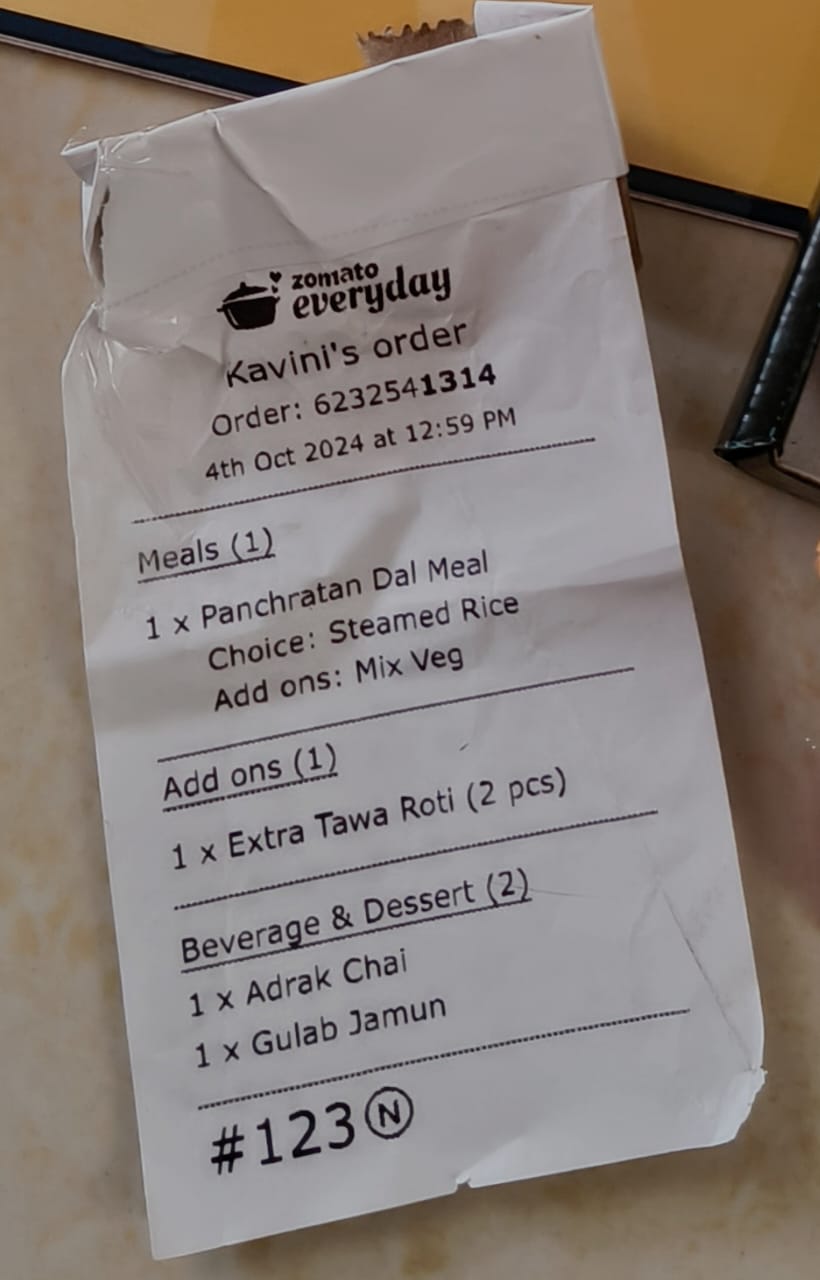 zomato
everyday
Kavini's order
Order: 6232541314
4th Oct 2024 at 12:59 PM
Meals (1)
1 x Panchratan Dal Meal
Choice: Steamed Rice
Add ons: Mix Veg
Add ons (1)
1 x Extra Tawa Roti (2 pcs)
Beverage & Dessert (2)
1 x Adrak Chai
1 x Gulab Jamun
#123 N